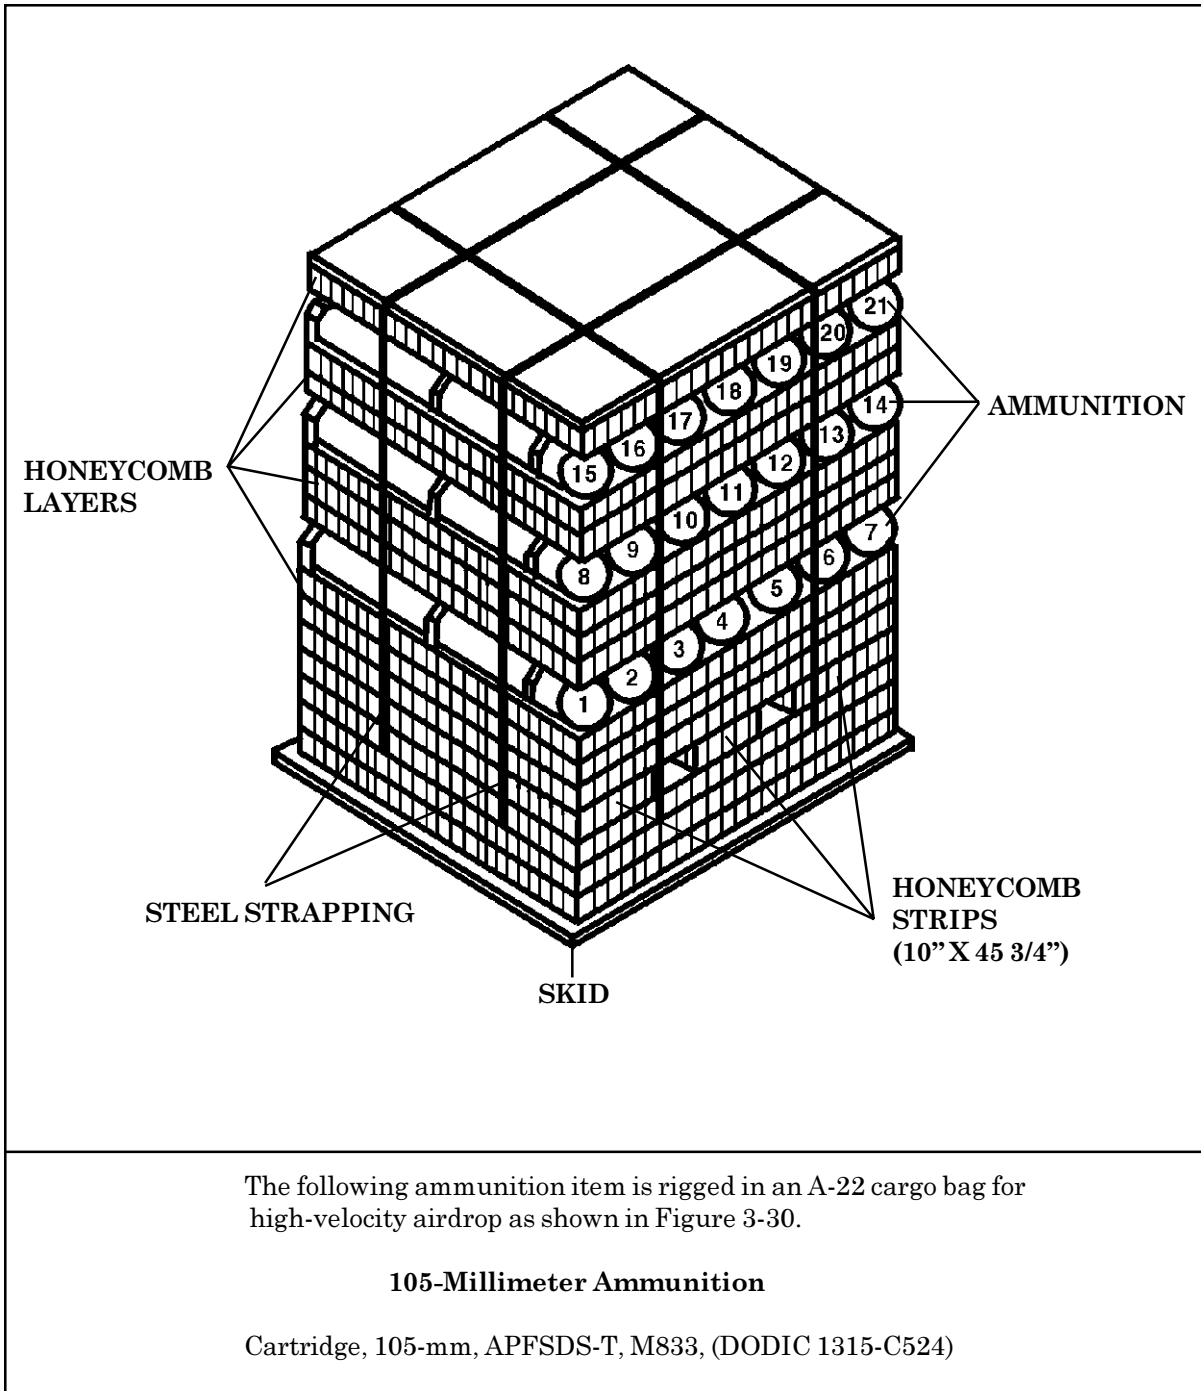 21
20
19
18
17
16
15
14
13
12
11
10
9
8
7
6
5
4
3
2
1
AMMUNITION
HONEYCOMB
LAYERS
STEEL STRAPPING
HONEYCOMB
STRIPS
(10” X 45 3/4”)
SKID
The following ammunition item is rigged in an A-22 cargo bag for
high-velocity airdrop as shown in Figure 3-30.
105-Millimeter Ammunition
Cartridge, 105-mm, APFSDS-T, M833, (DODIC 1315-C524)